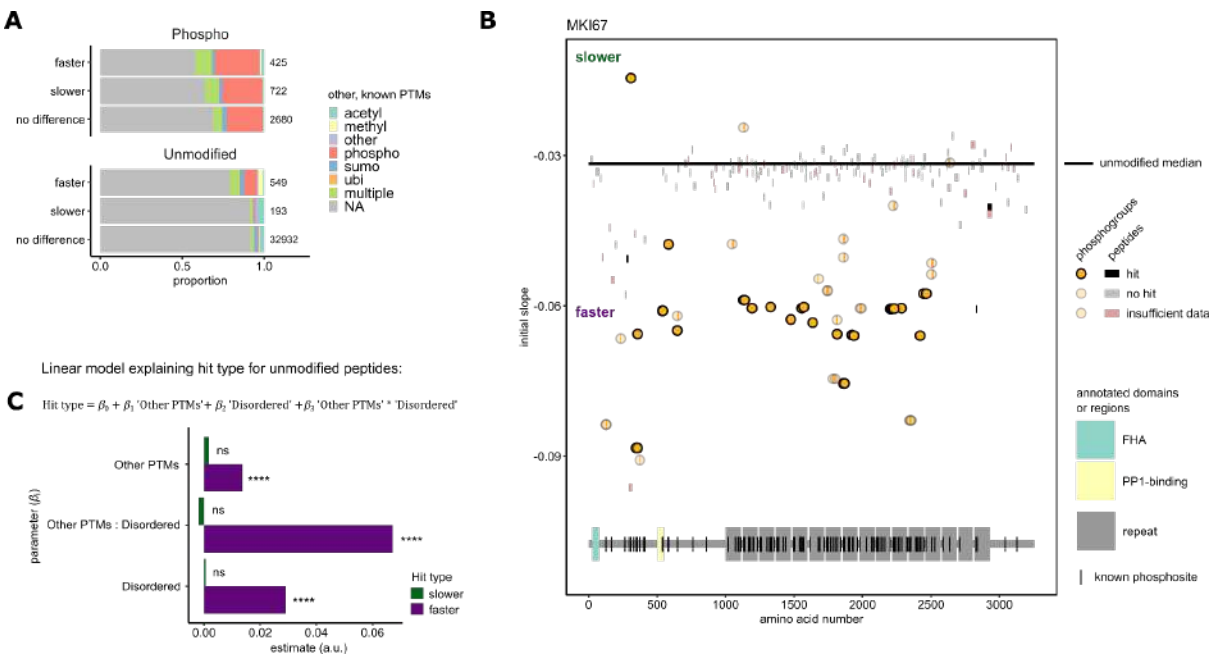 A
Phospho
faster
425
slower
722
no difference
2680
Unmodified
faster
549
slower
193
no difference
32932
0.0
0.5
1.0
proportion
other, known PTMs
acetyl
methyl
other
phospho
sumo
ubi
multiple
NA
B
MKI67
slower
faster
-0.03
-0.06
-0.09
initial slope
0
500
1000
1500
2000
2500
3000
amino acid number
unmodified median
phosphogroups
peptides
hit
no hit
insufficient data
annotated domains
or regions
FHA
PP1-binding
repeat
known phosphosite
Linear model explaining hit type for unmodified peptides:
C
Hit type = β₀ + β₁ 'Other PTMs'+ β₂ 'Disordered' +β₃ 'Other PTMs' * 'Disordered'
Other PTMs
ns
****
Other PTMs : Disordered
ns
****
Disordered
ns
****
parameter (βᵢ)
0.00
0.02
0.04
0.06
estimate (a.u.)
Hit type
slower
faster